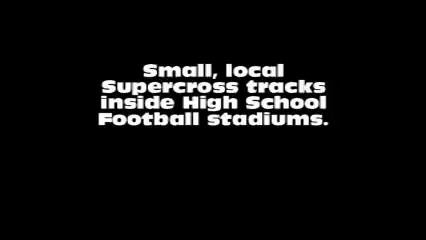 Small, local
Supercross tracks
inside High School
Football stadiums.